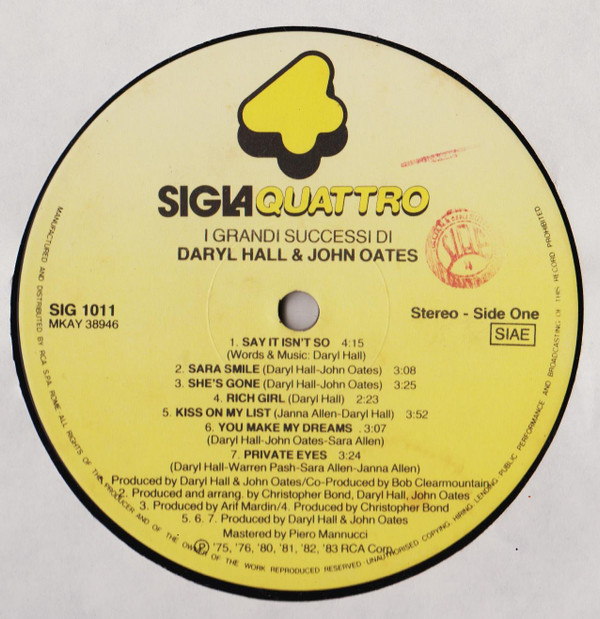 4
SIGLAQUATTRO
I GRANDI SUCCESSI DI
DARYL HALL & JOHN OATES
SIG 1011
MKAY 38946
Stereo - Side One
SIAE
1. SAY IT ISN'T SO 4:15
(Words & Music: Daryl Hall)
2. SARA SMILE (Daryl Hall-John Oates) 3:08
3. SHE'S GONE (Daryl Hall-John Oates) 3:25
4. RICH GIRL (Daryl Hall) 2:23
5. KISS ON MY LIST (Janna Allen-Daryl Hall) 3:52
6. YOU MAKE MY DREAMS 3:07
(Daryl Hall-John Oates-Sara Allen)
7. PRIVATE EYES 3:24
(Daryl Hall-Warren Pash-Sara Allen-Janna Allen)
Produced by Daryl Hall & John Oates/Co-Produced by Bob Clearmountain
2. Produced and arrang. by Christopher Bond, Daryl Hall, John Oates
3. Produced by Arif Mardin/4. Produced by Christopher Bond
5. 6. 7. Produced by Daryl Hall & John Oates
Mastered by Piero Mannucci
Ⓟ '75, '76, '80, '81, '82, '83 RCA Corp.
MANUFACTURED AND DISTRIBUTED BY RCA S.P.A. ROME ALL RIGHTS OF THE PRODUCER AND OF THE OWNER OF THE WORK REPRODUCED RESERVED · UNAUTHORISED COPYING, HIRING, LENDING, PUBLIC PERFORMANCE AND BROADCASTING OF THIS RECORD PROHIBITED